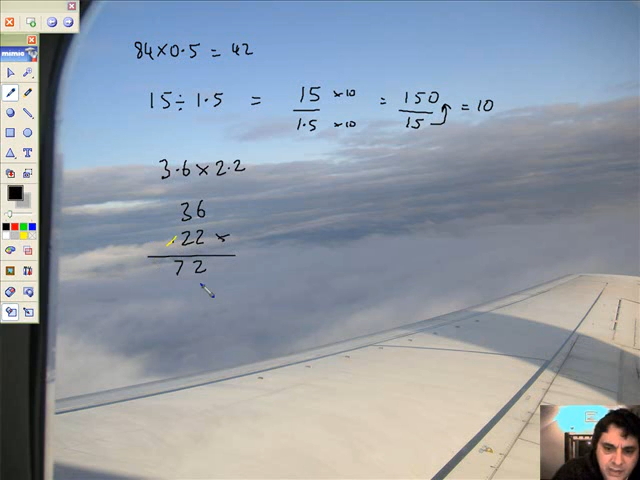 mimio
84×0·5 = 42
15÷1·5 = 15 ×10 / 1·5 ×10 = 150 / 15 = 10
3·6×2·2
36
22 ×
72